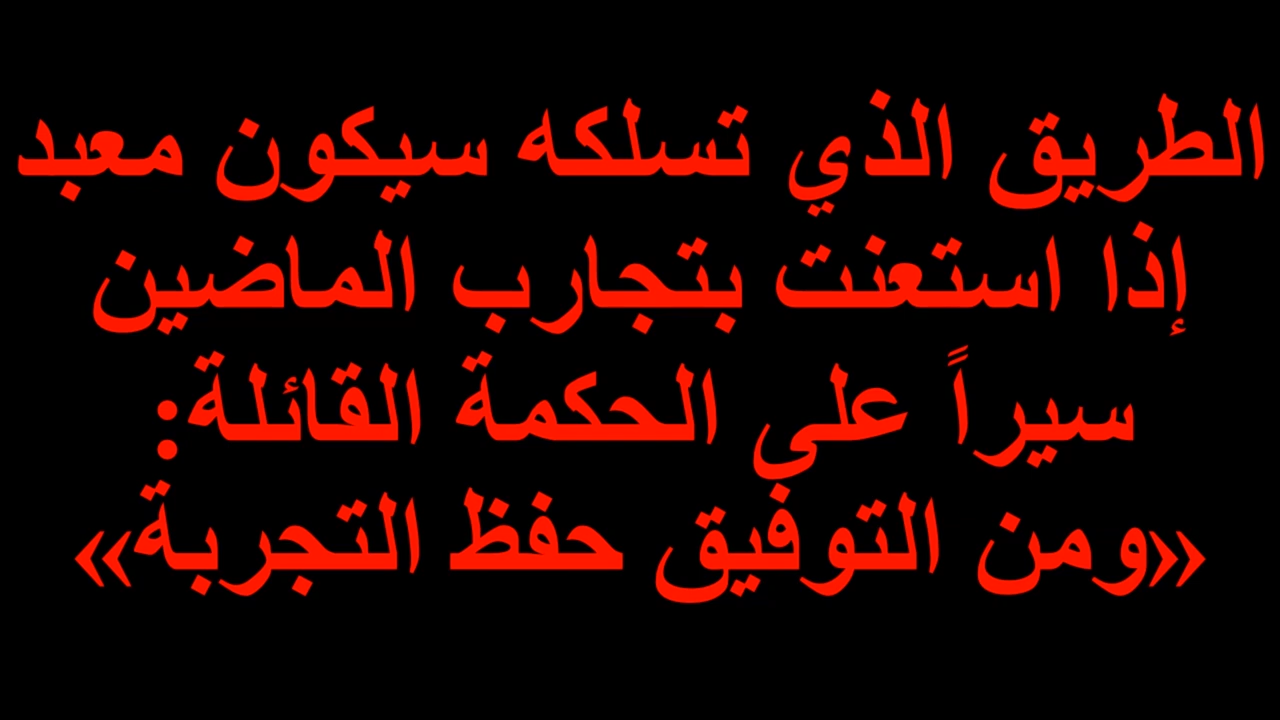 الطريق الذي تسلكه سيكون معبد
إذا استعنت بتجارب الماضين
سيراً على الحكمة القائلة:
«ومن التوفيق حفظ التجربة»